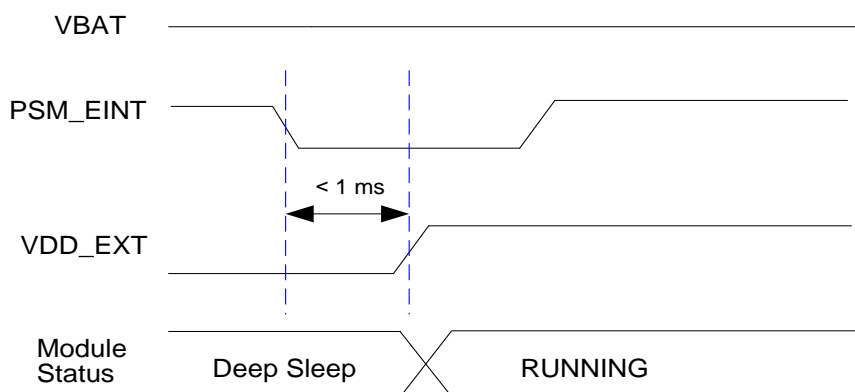 VBAT
PSM_EINT
< 1 ms
VDD_EXT
Module
Status
Deep Sleep
RUNNING